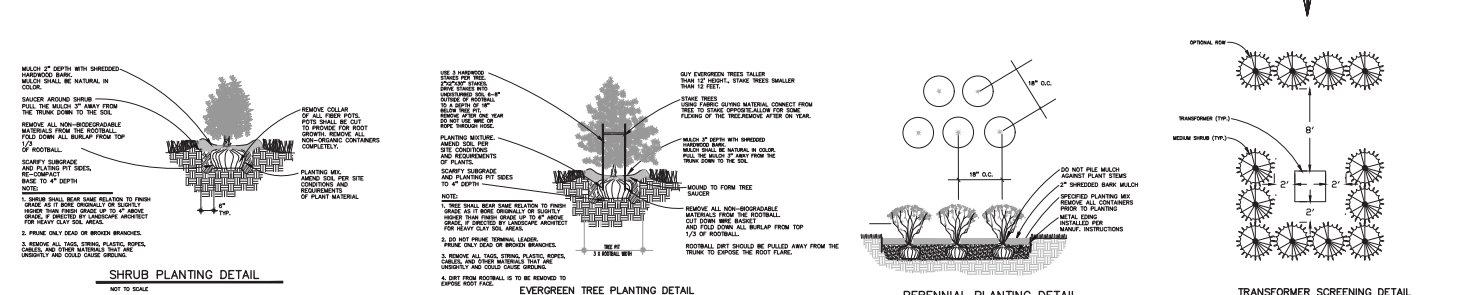 MULCH 2" DEPTH WITH SHREDDED
HARDWOOD BARK.
MULCH SHALL BE NATURAL IN
COLOR.
SAUCER AROUND SHRUB
PULL THE MULCH 3" AWAY FROM
THE TRUNK DOWN TO THE SOIL
REMOVE ALL NON-BIODEGRADABLE
MATERIALS FROM THE ROOTBALL.
FOLD DOWN ALL BURLAP FROM TOP
1/3
OF ROOTBALL.
SCARIFY SUBGRADE
AND PLATING PIT SIDES,
RE-COMPACT
BASE TO 4" DEPTH
NOTE:
1. SHRUB SHALL BEAR SAME RELATION TO FINISH
GRADE AS IT BORE ORIGINALLY OR SLIGHTLY
HIGHER THAN FINISH GRADE UP TO 4" ABOVE
GRADE, IF DIRECTED BY LANDSCAPE ARCHITECT
FOR HEAVY CLAY SOIL AREAS.
2. PRUNE ONLY DEAD OR BROKEN BRANCHES.
3. REMOVE ALL TAGS, STRING, PLASTIC, ROPES,
CABLES, AND OTHER MATERIALS THAT ARE
UNSIGHTLY AND COULD CAUSE GIRDLING.
REMOVE COLLAR
OF ALL FIBER POTS.
POTS SHALL BE CUT
TO PROVIDE FOR ROOT
GROWTH. REMOVE ALL
NON-ORGANIC CONTAINERS
COMPLETELY.
PLANTING MIX.
AMEND SOIL PER SITE
CONDITIONS AND
REQUIREMENTS
OF PLANT MATERIAL
6"
TYP.
SHRUB PLANTING DETAIL
NOT TO SCALE
USE 3 HARDWOOD
STAKES PER TREE.
2"X2"X30" STAKES.
DRIVE STAKES INTO
UNDISTURBED SOIL 6-8"
OUTSIDE OF ROOTBALL
TO A DEPTH OF 18"
BELOW TREE PIT.
REMOVE AFTER ONE YEAR
DO NOT USE WIRE OR
ROPE THROUGH HOSE.
PLANTING MIXTURE.
AMEND SOIL PER
SITE CONDITIONS
AND REQUIREMENTS
OF PLANTS.
SCARIFY SUBGRADE
AND PLANTING PIT SIDES
TO 4" DEPTH
NOTE:
1. TREE SHALL BEAR SAME RELATION TO FINISH
GRADE AS IT BORE ORIGINALLY OR SLIGHTLY
HIGHER THAN FINISH GRADE UP TO 6" ABOVE
GRADE, IF DIRECTED BY LANDSCAPE ARCHITECT
FOR HEAVY CLAY SOIL AREAS.
2. DO NOT PRUNE TERMINAL LEADER.
PRUNE ONLY DEAD OR BROKEN BRANCHES.
3. REMOVE ALL TAGS, STRING, PLASTIC, ROPES,
CABLES, AND OTHER MATERIALS THAT ARE
UNSIGHTLY AND COULD CAUSE GIRDLING.
4. DIRT FROM ROOTBALL IS TO BE REMOVED TO
EXPOSE ROOT FACE.
GUY EVERGREEN TREES TALLER
THAN 12' HEIGHT., STAKE TREES SMALLER
THAN 12 FEET.
STAKE TREES
USING FABRIC GUYING MATERIAL CONNECT FROM
TREE TO STAKE OPPOSITE.ALLOW FOR SOME
FLEXING OF THE TREE.REMOVE AFTER ON YEAR.
MULCH 3" DEPTH WITH SHREDDED
HARDWOOD BARK.
MULCH SHALL BE NATURAL IN COLOR.
PULL THE MULCH 3" AWAY FROM THE
TRUNK DOWN TO THE SOIL
MOUND TO FORM TREE
SAUCER
REMOVE ALL NON-BIOGRADABLE
MATERIALS FROM THE ROOTBALL.
CUT DOWN WIRE BASKET
AND FOLD DOWN ALL BURLAP FROM TOP
1/3 OF ROOTBALL.
ROOTBALL DIRT SHOULD BE PULLED AWAY FROM THE
TRUNK TO EXPOSE THE ROOT FLARE.
TREE PIT
3 X ROOTBALL WIDTH
EVERGREEN TREE PLANTING DETAIL
18" O.C.
18" O.C.
DO NOT PILE MULCH
AGAINST PLANT STEMS
2" SHREDDED BARK MULCH
SPECIFIED PLANTING MIX
REMOVE ALL CONTAINERS
PRIOR TO PLANTING
METAL EDING
INSTALLED PER
MANUF. INSTRUCTIONS
PERENNIAL PLANTING DETAIL
OPTIONAL ROW
8'
TRANSFORMER (TYP.)
MEDIUM SHRUB (TYP.)
2'
2'
2'
TRANSFORMER SCREENING DETAIL